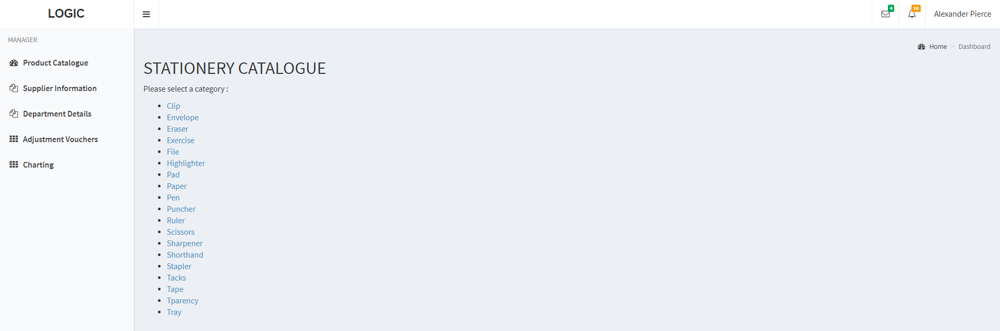 LOGIC
4
10
Alexander Pierce
MANAGER
Product Catalogue
Supplier Information
Department Details
Adjustment Vouchers
Charting
Home > Dashboard
STATIONERY CATALOGUE
Please select a category :
Clip
Envelope
Eraser
Exercise
File
Highlighter
Pad
Paper
Pen
Puncher
Ruler
Scissors
Sharpener
Shorthand
Stapler
Tacks
Tape
Tparency
Tray